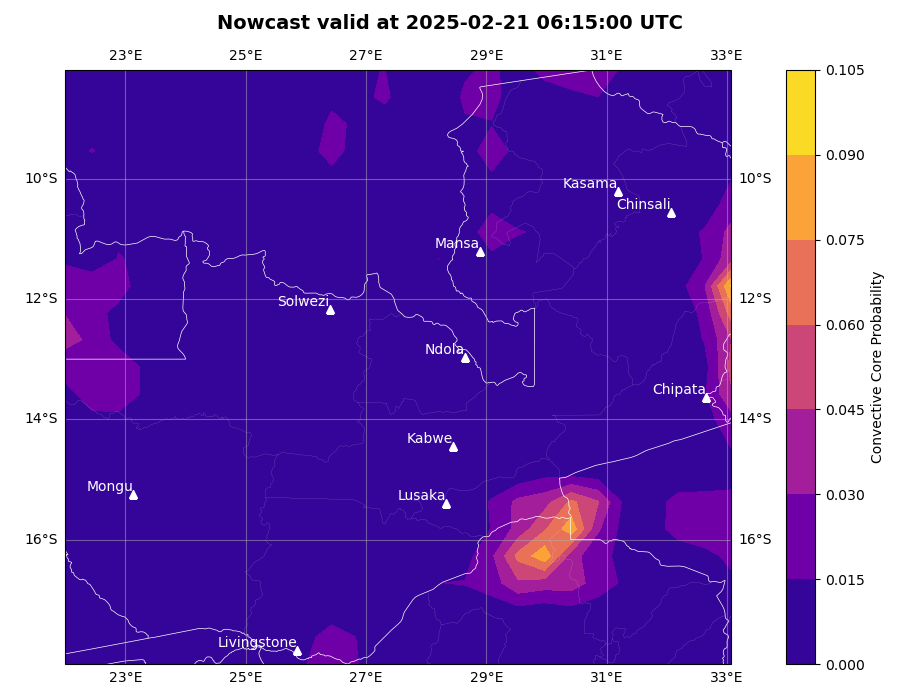 Nowcast valid at 2025-02-21 06:15:00 UTC
23°E 25°E 27°E 29°E 31°E 33°E
0.105
0.090
10°S Kasama 10°S
Chinsali
0.075
Mansa
12°S Solwezi 12°S
0.060
Ndola
Chipata
0.045
14°S 14°S
Kabwe
Mongu Lusaka
0.030
16°S 16°S
0.015
Livingstone
0.000
23°E 25°E 27°E 29°E 31°E 33°E
Convective Core Probability